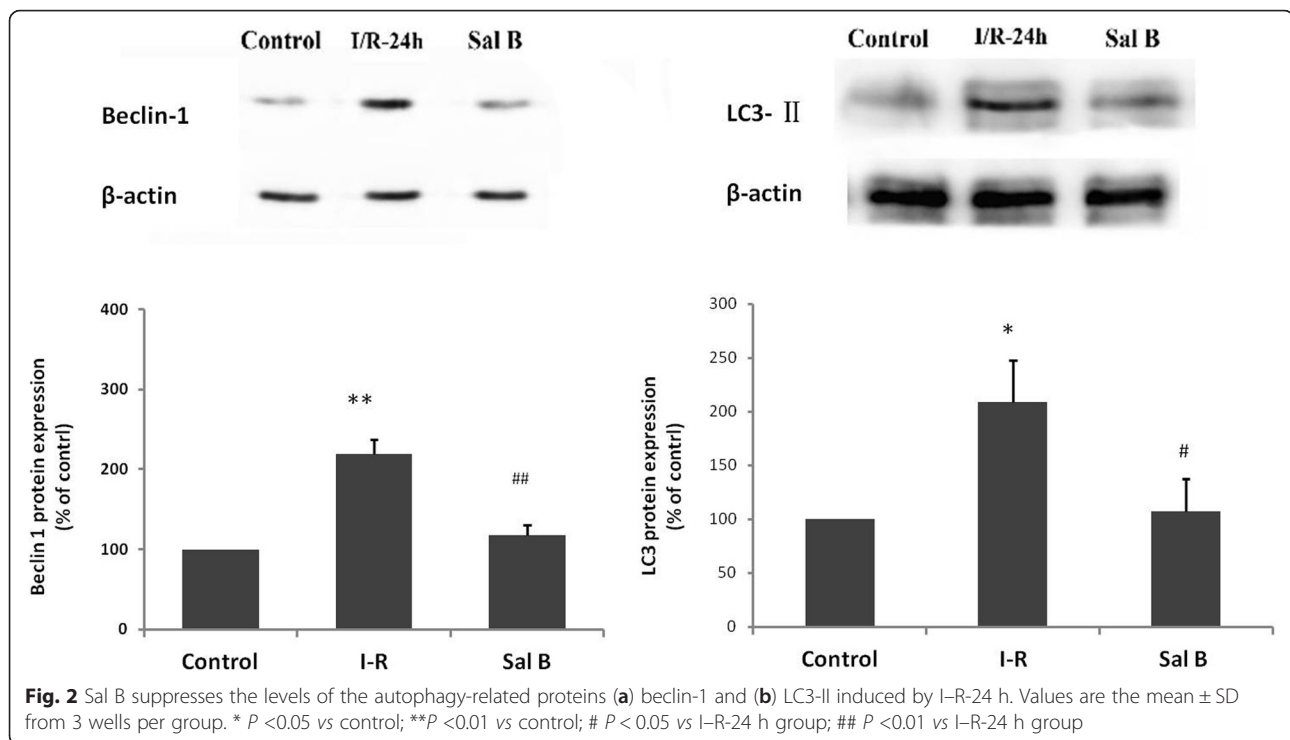 Control I/R-24h Sal B
Beclin-1
β-actin
Control I/R-24h Sal B
LC3- II
β-actin
Beclin 1 protein expression
(% of contrl)
400
300
200
100
0
**
##
Control I-R Sal B
LC3 protein expression
(% of contrl)
300
250
200
150
100
50
0
*
#
Control I-R Sal B
Fig. 2 Sal B suppresses the levels of the autophagy-related proteins (a) beclin-1 and (b) LC3-II induced by I–R-24 h. Values are the mean ± SD
from 3 wells per group. * P <0.05 vs control; **P <0.01 vs control; # P < 0.05 vs I–R-24 h group; ## P <0.01 vs I–R-24 h group